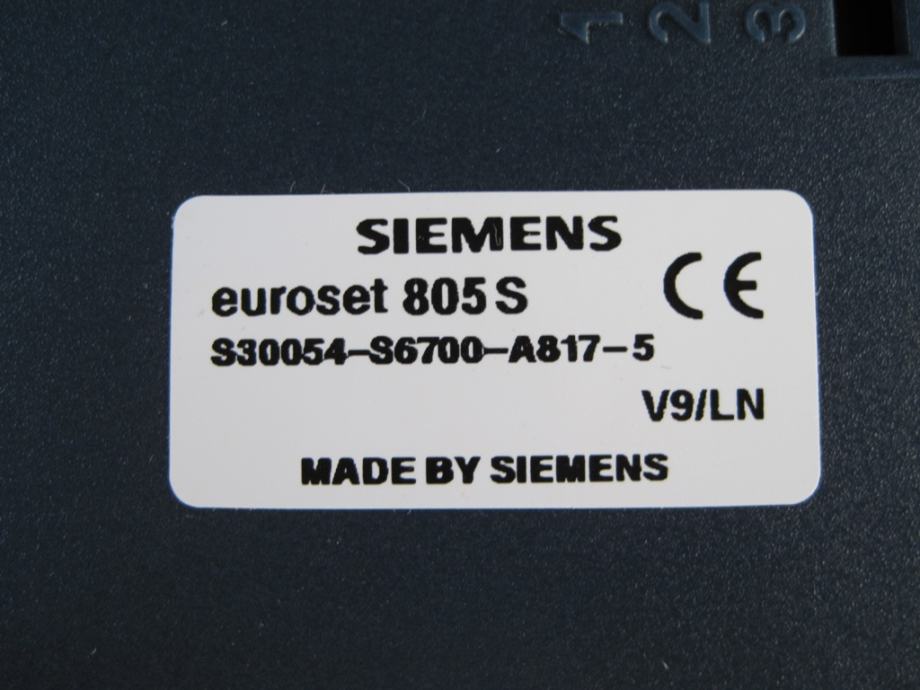 1 2 3
SIEMENS
euroset 805 S
CE
S30054-S6700-A817-5
V9/LN
MADE BY SIEMENS